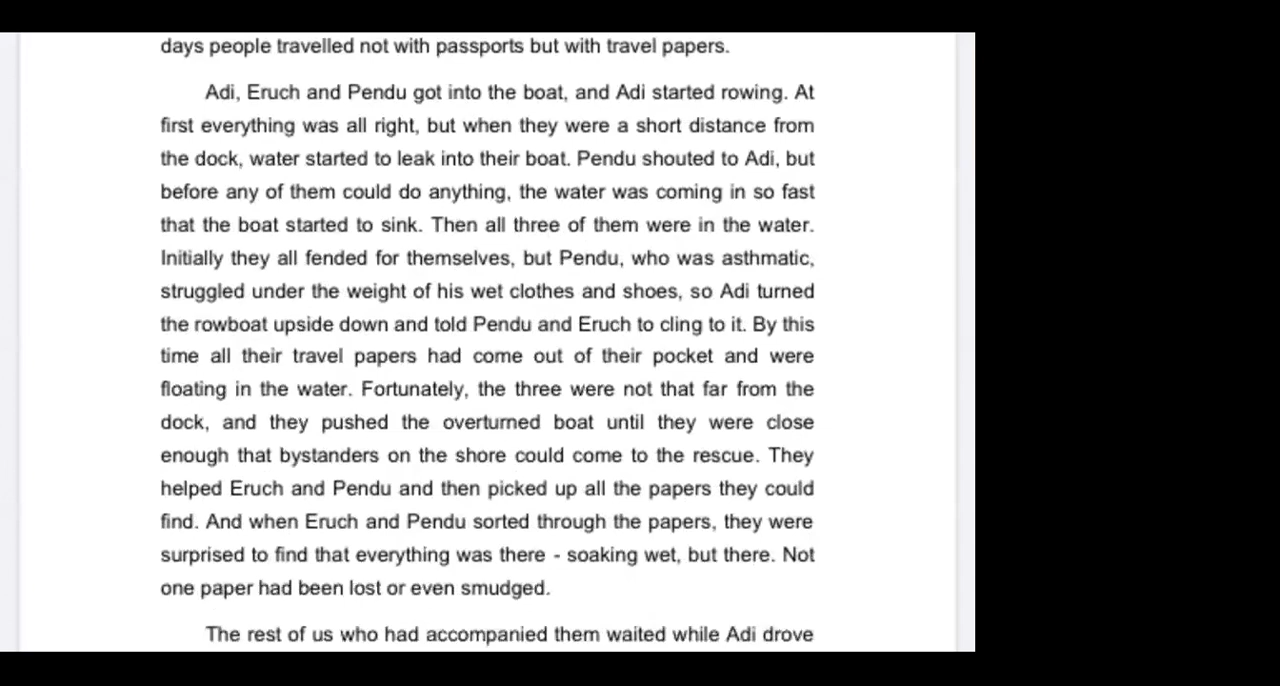 days people travelled not with passports but with travel papers.
Adi, Eruch and Pendu got into the boat, and Adi started rowing. At
first everything was all right, but when they were a short distance from
the dock, water started to leak into their boat. Pendu shouted to Adi, but
before any of them could do anything, the water was coming in so fast
that the boat started to sink. Then all three of them were in the water.
Initially they all fended for themselves, but Pendu, who was asthmatic,
struggled under the weight of his wet clothes and shoes, so Adi turned
the rowboat upside down and told Pendu and Eruch to cling to it. By this
time all their travel papers had come out of their pocket and were
floating in the water. Fortunately, the three were not that far from the
dock, and they pushed the overturned boat until they were close
enough that bystanders on the shore could come to the rescue. They
helped Eruch and Pendu and then picked up all the papers they could
find. And when Eruch and Pendu sorted through the papers, they were
surprised to find that everything was there - soaking wet, but there. Not
one paper had been lost or even smudged.
The rest of us who had accompanied them waited while Adi drove